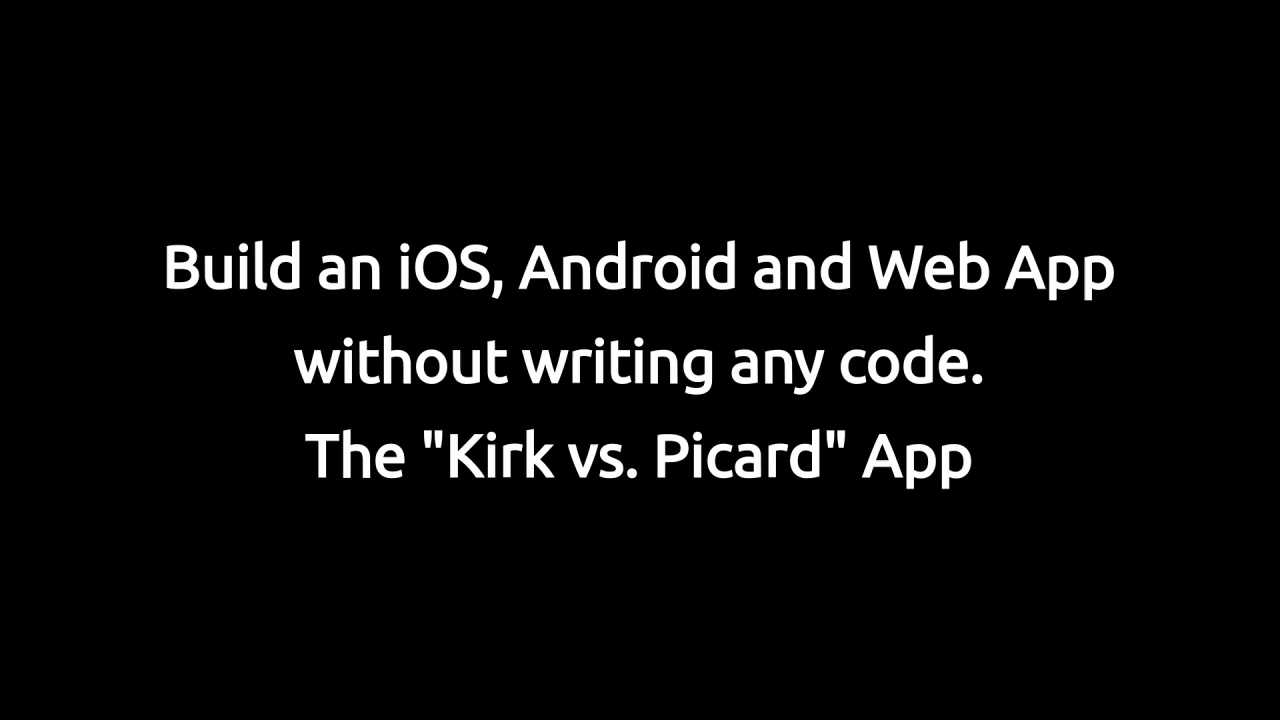 Build an iOS, Android and Web App
without writing any code.
The "Kirk vs. Picard" App